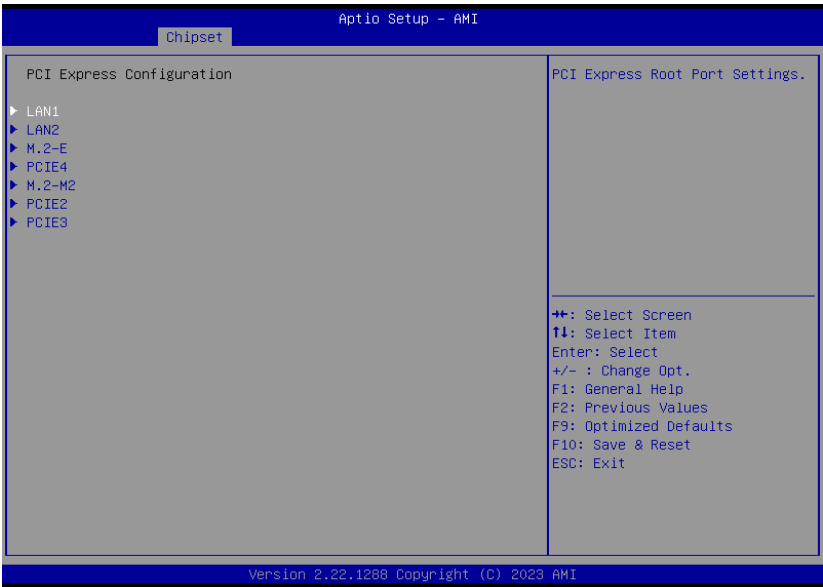 Aptio Setup – AMI
Chipset
PCI Express Configuration
▶ LAN1
▶ LAN2
▶ M.2–E
▶ PCIE4
▶ M.2–M2
▶ PCIE2
▶ PCIE3
PCI Express Root Port Settings.
→←: Select Screen
↑↓: Select Item
Enter: Select
+/– : Change Opt.
F1: General Help
F2: Previous Values
F9: Optimized Defaults
F10: Save & Reset
ESC: Exit
Version 2.22.1288 Copyright (C) 2023 AMI